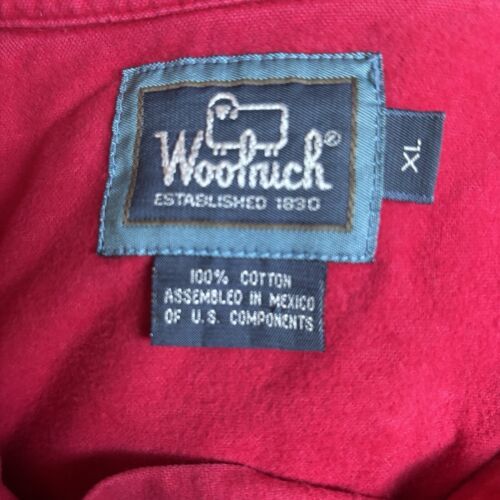 Woolrich®
ESTABLISHED 1830
XL
100% COTTON
ASSEMBLED IN MEXICO
OF U.S. COMPONENTS